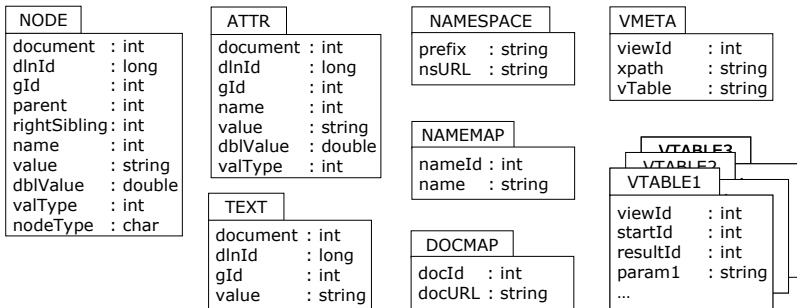 NODE
document : int
dlnId : long
gId : int
parent : int
rightSibling : int
name : int
value : string
dblValue : double
valType : int
nodeType : char
ATTR
document : int
dlnId : long
gId : int
name : int
value : string
dblValue : double
valType : int
TEXT
document : int
dlnId : long
gId : int
value : string
NAMESPACE
prefix : string
nsURL : string
NAMEMAP
nameId : int
name : string
DOCMAP
docId : int
docURL : string
VMETA
viewId : int
xpath : string
vTable : string
VTABLE3
VTABLE2
VTABLE1
viewId : int
startId : int
resultId : int
param1 : string
...